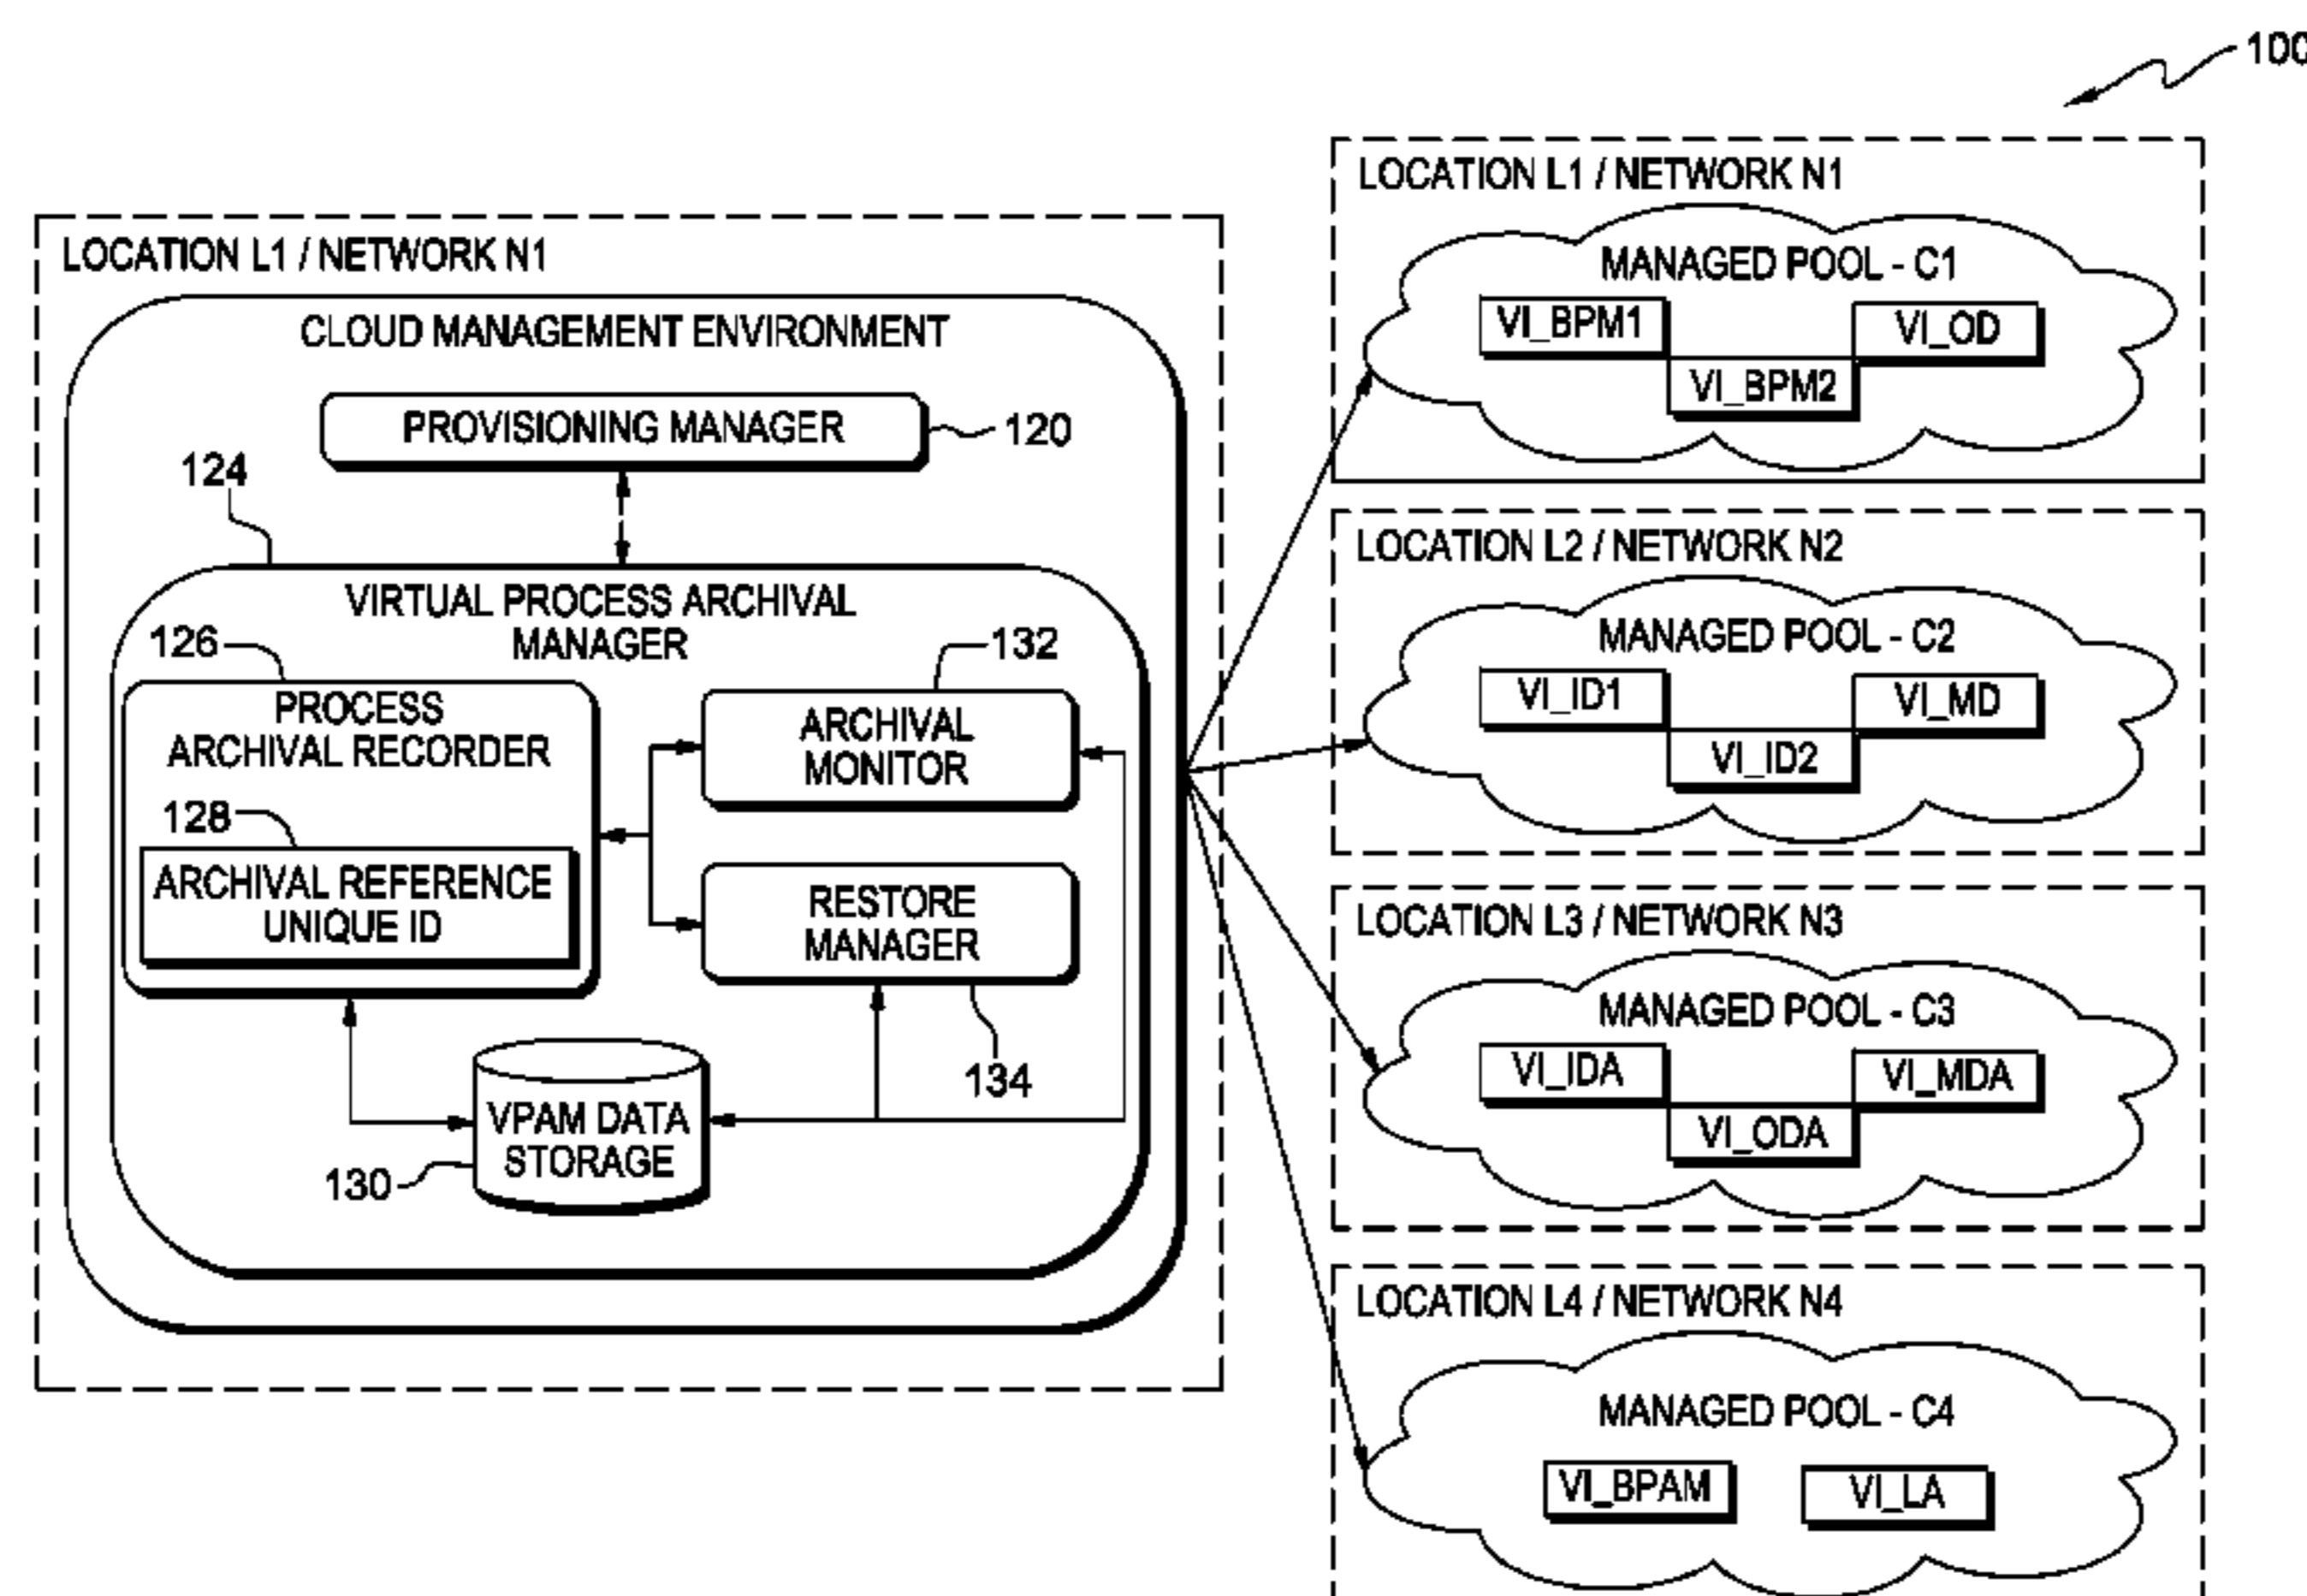 100
LOCATION L1 / NETWORK N1
CLOUD MANAGEMENT ENVIRONMENT
PROVISIONING MANAGER
120
124
VIRTUAL PROCESS ARCHIVAL
MANAGER
126
PROCESS
ARCHIVAL RECORDER
128
ARCHIVAL REFERENCE
UNIQUE ID
132
ARCHIVAL
MONITOR
RESTORE
MANAGER
134
VPAM DATA
STORAGE
130
LOCATION L1 / NETWORK N1
MANAGED POOL - C1
VI_BPM1
VI_BPM2
VI_OD
LOCATION L2 / NETWORK N2
MANAGED POOL - C2
VI_ID1
VI_ID2
VI_MD
LOCATION L3 / NETWORK N3
MANAGED POOL - C3
VI_IDA
VI_ODA
VI_MDA
LOCATION L4 / NETWORK N4
MANAGED POOL - C4
VI_BPAM
VI_LA